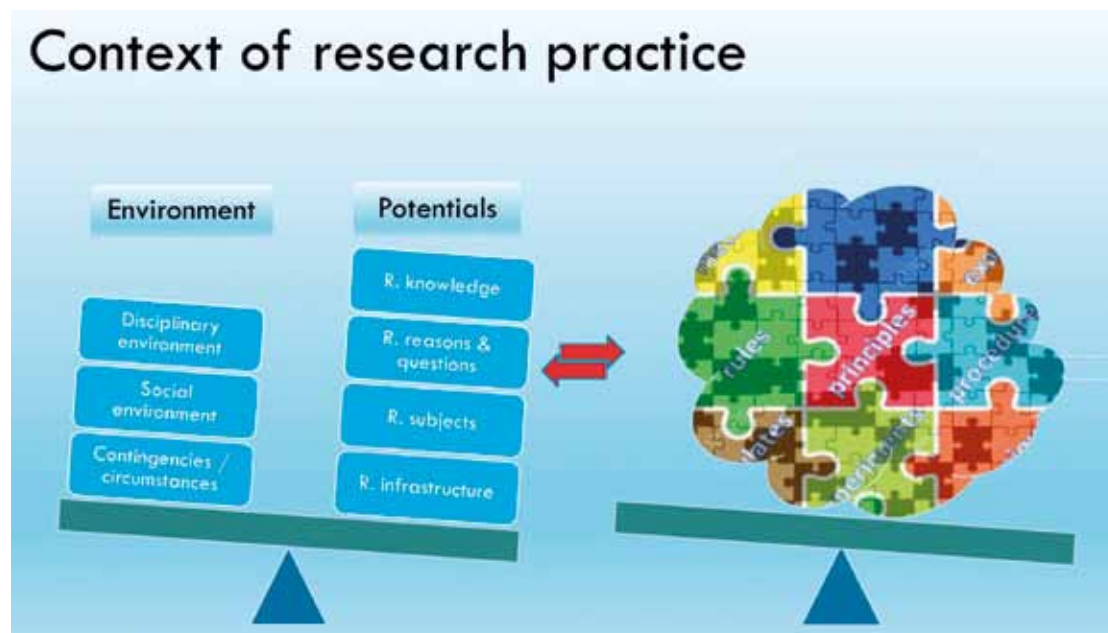 Context of research practice
Environment
Potentials
Disciplinary
environment
Social
environment
Contingencies /
circumstances
R. knowledge
R. reasons &
questions
R. subjects
R. infrastructure
rules
principles